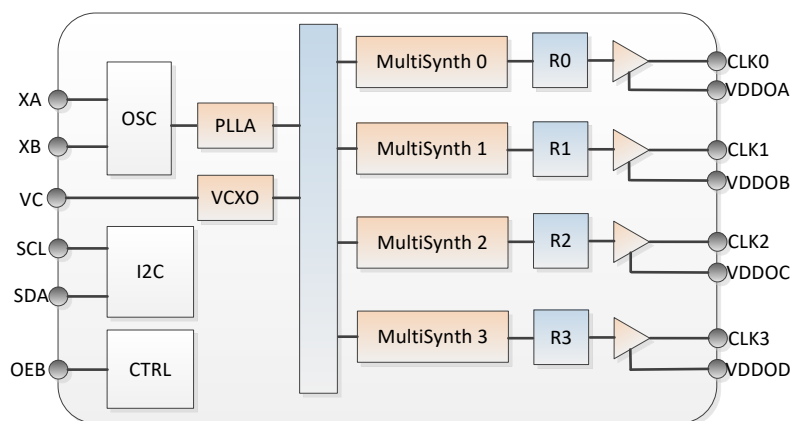 MultiSynth 0
R0
CLK0
VDDOA
XA
OSC
PLLA
XB
MultiSynth 1
R1
CLK1
VDDOB
VC
VCXO
MultiSynth 2
R2
CLK2
VDDOC
SCL
I2C
SDA
MultiSynth 3
R3
CLK3
VDDOD
OEB
CTRL